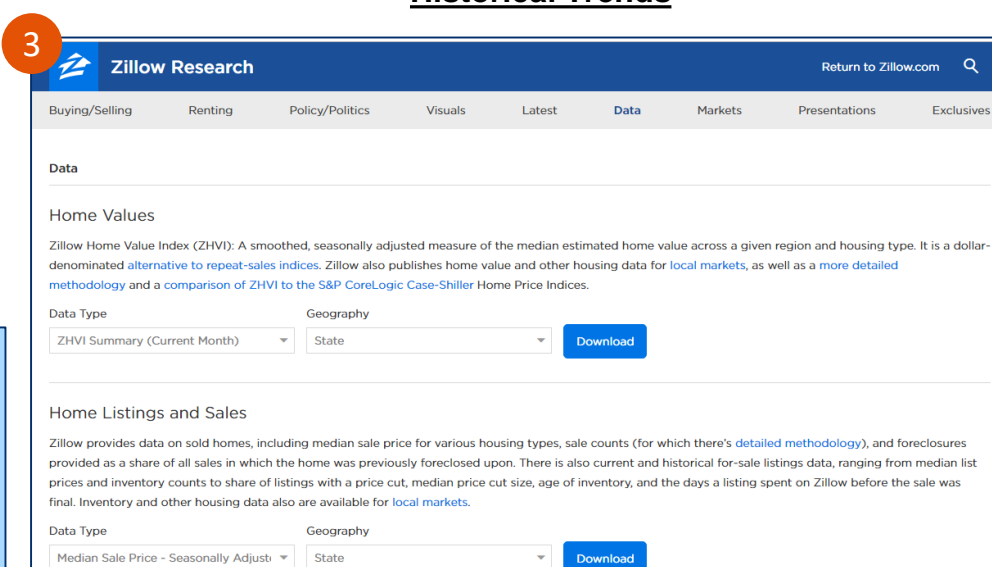 Historical Trends
3
Zillow Research
Return to Zillow.com
Buying/Selling Renting Policy/Politics Visuals Latest Data Markets Presentations Exclusives
Data
Home Values
Zillow Home Value Index (ZHVI): A smoothed, seasonally adjusted measure of the median estimated home value across a given region and housing type. It is a dollar-
denominated alternative to repeat-sales indices. Zillow also publishes home value and other housing data for local markets, as well as a more detailed
methodology and a comparison of ZHVI to the S&P CoreLogic Case-Shiller Home Price Indices.
Data Type Geography
ZHVI Summary (Current Month) State Download
Home Listings and Sales
Zillow provides data on sold homes, including median sale price for various housing types, sale counts (for which there's detailed methodology), and foreclosures
provided as a share of all sales in which the home was previously foreclosed upon. There is also current and historical for-sale listings data, ranging from median list
prices and inventory counts to share of listings with a price cut, median price cut size, age of inventory, and the days a listing spent on Zillow before the sale was
final. Inventory and other housing data also are available for local markets.
Data Type Geography
Median Sale Price - Seasonally Adjust State Download